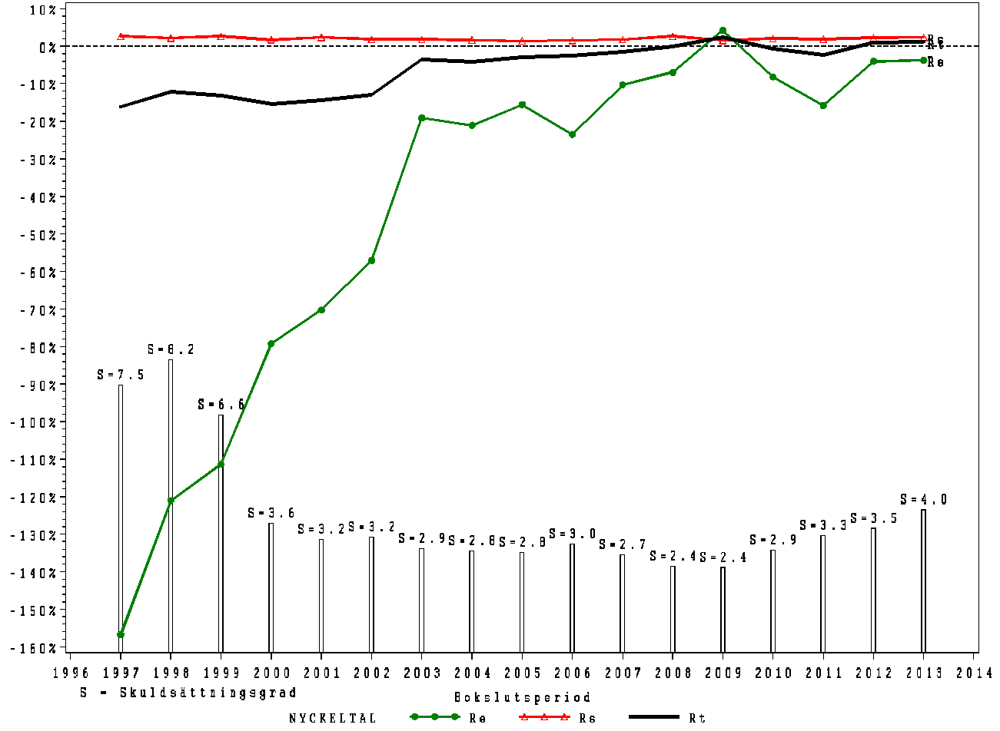 10%
Rs
0%
Rt
Re
-10%
-20%
-30%
-40%
-50%
-60%
-70%
-80%
S=8.2
-90%
S=7.5
-100%
S=6.6
-110%
-120%
S=4.0
S=3.6
S=3.5
-130%
S=3.2
S=3.2
S=3.3
S=2.9
S=2.8
S=2.8
S=3.0
S=2.7
S=2.9
-140%
S=2.4
S=2.4
-150%
-160%
1996 1997 1998 1999 2000 2001 2002 2003 2004 2005 2006 2007 2008 2009 2010 2011 2012 2013 2014
S = Skuldsättningsgrad
Bokslutsperiod
NYCKELTAL Re Rs Rt